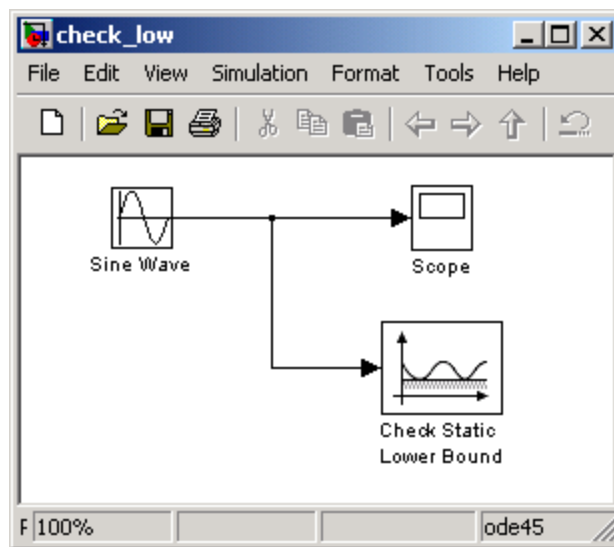 check_low
File Edit View Simulation Format Tools Help
Sine Wave
Scope
Check Static
Lower Bound
F 100% ode45